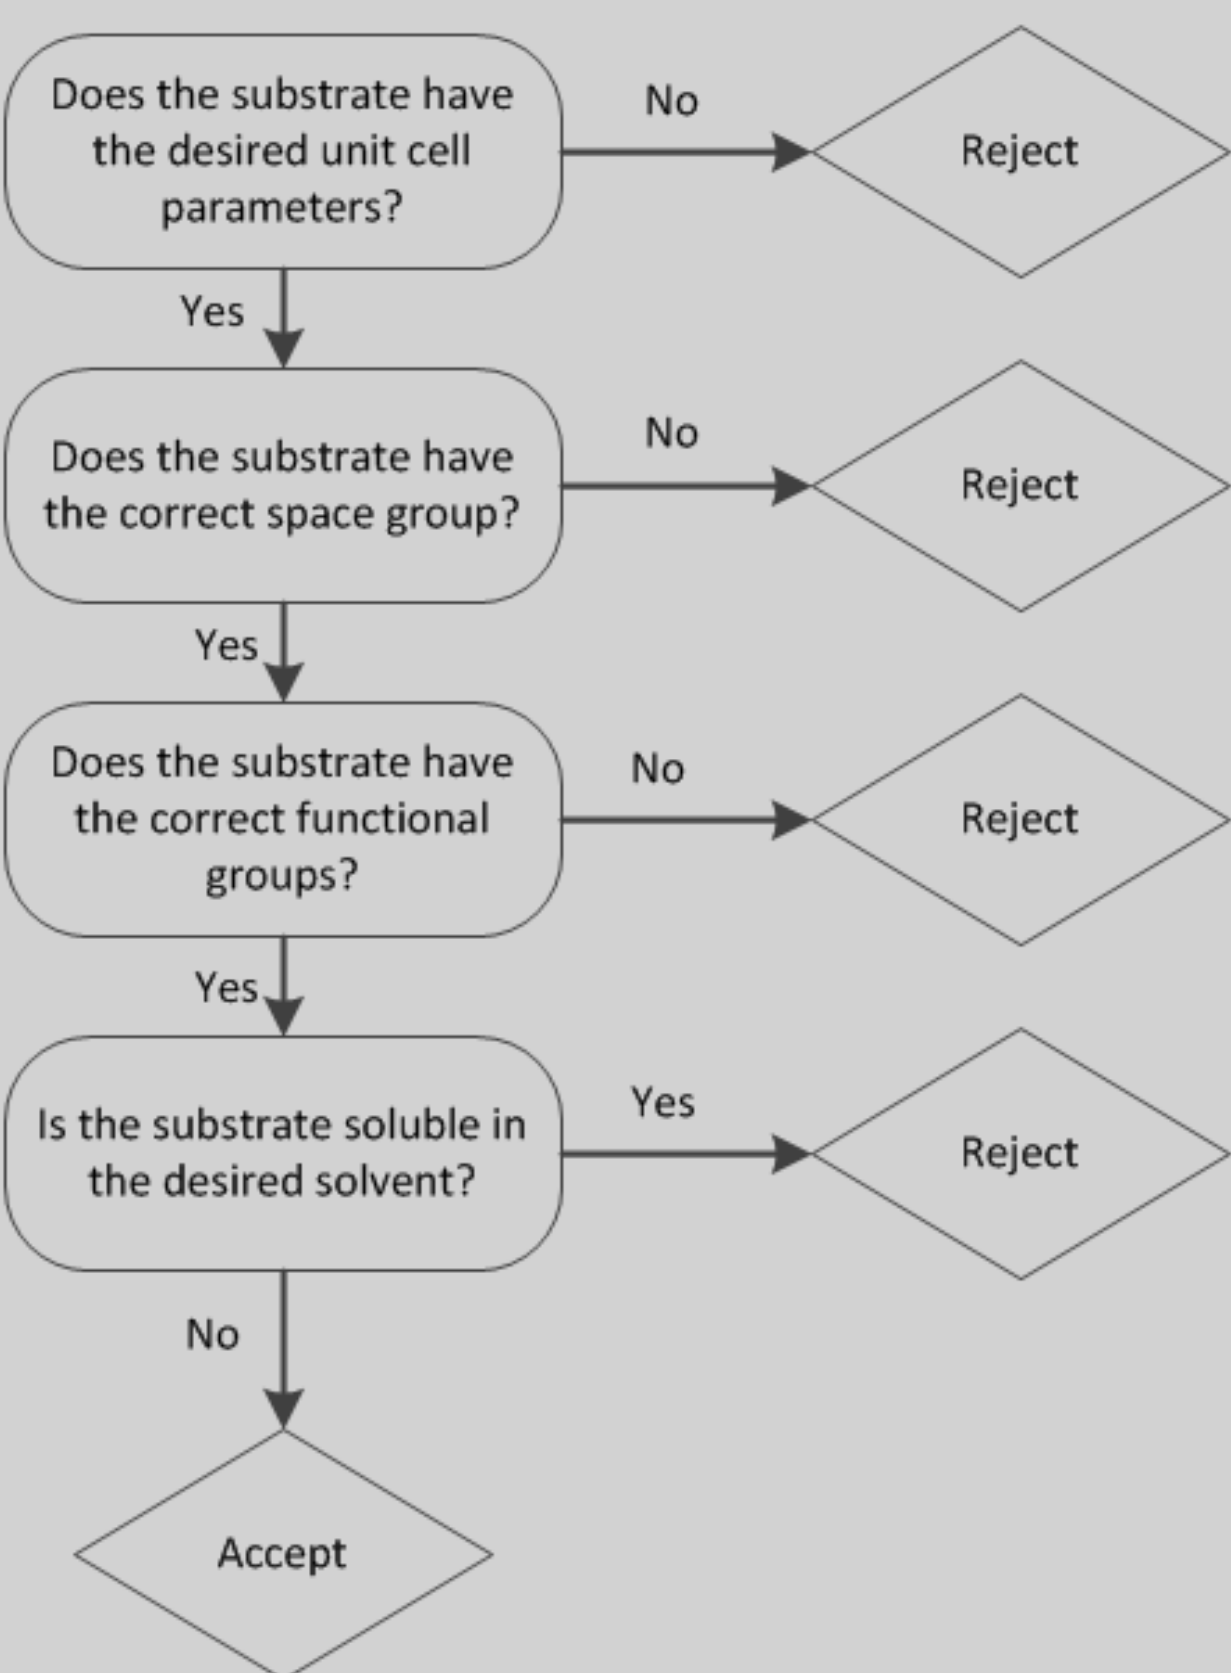 Does the substrate have
the desired unit cell
parameters?
No
Reject
Yes
Does the substrate have
the correct space group?
No
Reject
Yes
Does the substrate have
the correct functional
groups?
No
Reject
Yes
Is the substrate soluble in
the desired solvent?
Yes
Reject
No
Accept